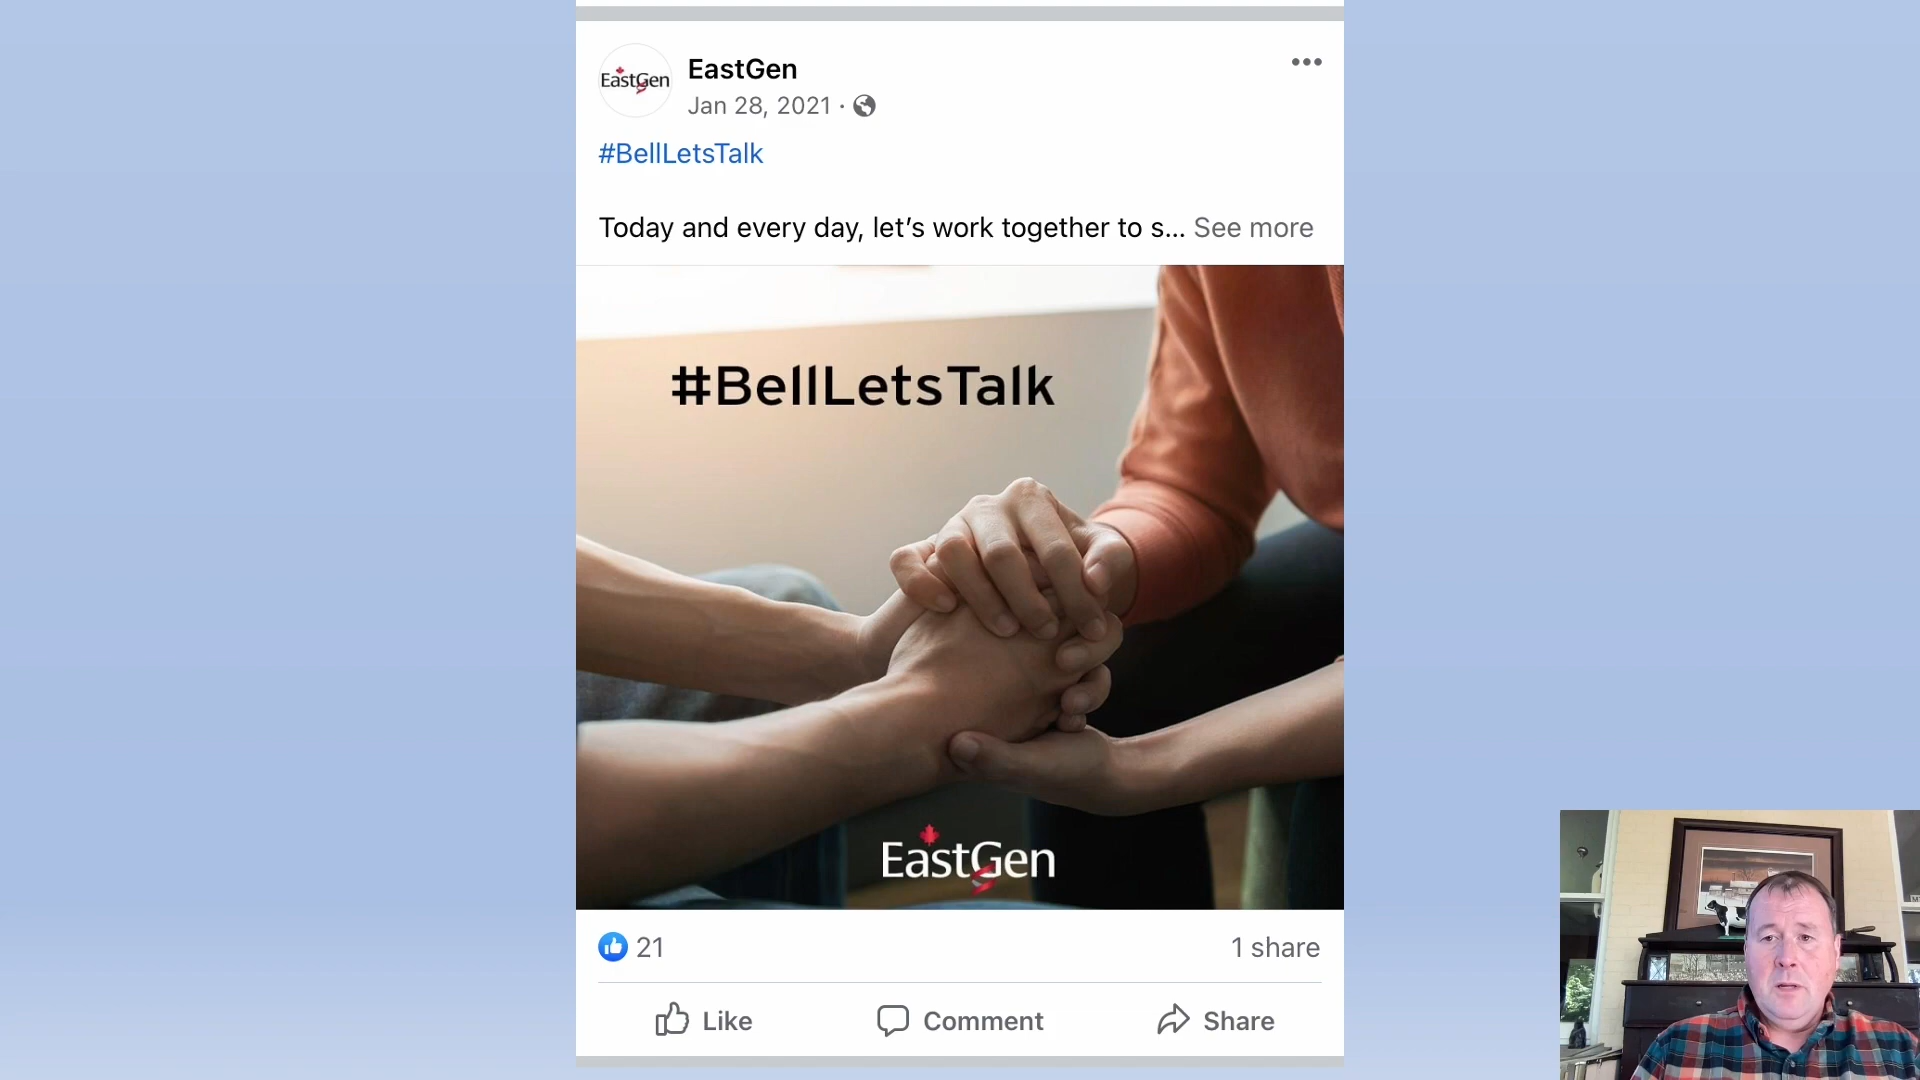 EastGen
EastGen
Jan 28, 2021 ·
#BellLetsTalk
Today and every day, let’s work together to s... See more
#BellLetsTalk
EastGen
21
1 share
Like
Comment
Share